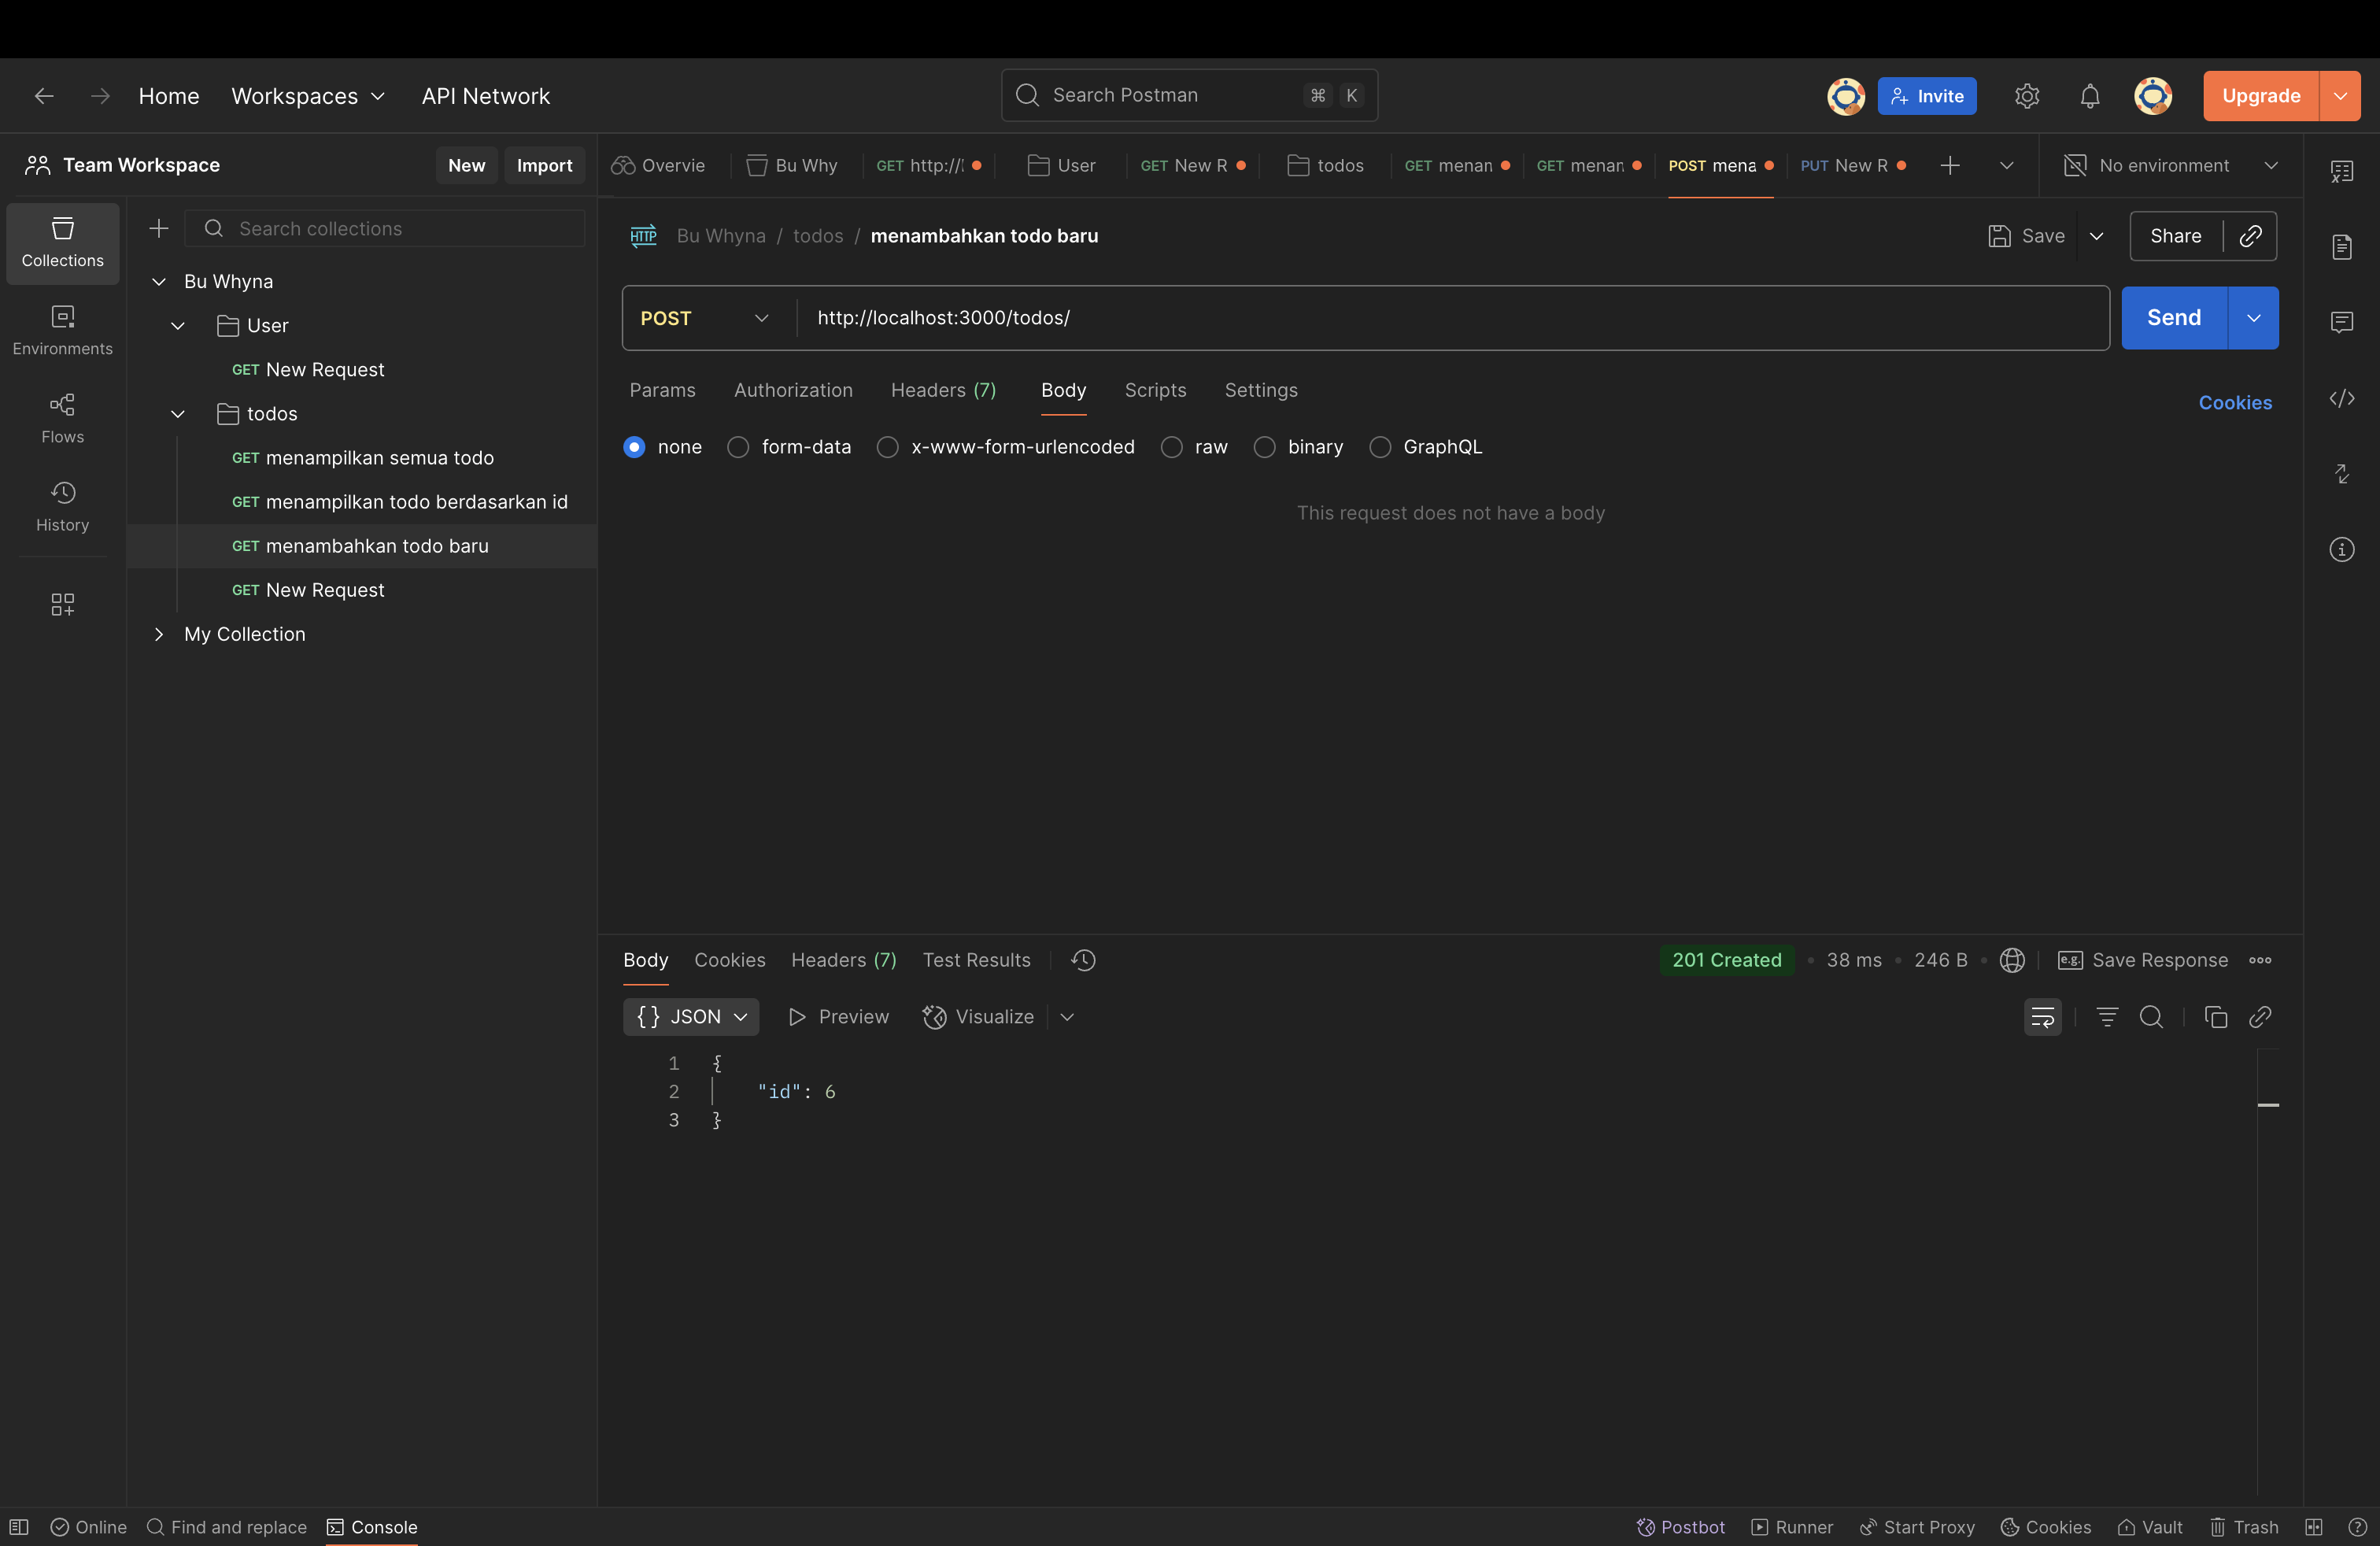 Home Workspaces API Network Search Postman ⌘ K Invite Upgrade
Team Workspace New Import
Overvie Bu Why GET http://l User GET New R todos GET menan GET menan POST mena PUT New R No environment
Collections
Environments
Flows
History
Search collections
Bu Whyna
User
GET New Request
todos
GET menampilkan semua todo
GET menampilkan todo berdasarkan id
GET menambahkan todo baru
GET New Request
My Collection
HTTP Bu Whyna / todos / menambahkan todo baru Save Share
POST http://localhost:3000/todos/ Send
Params Authorization Headers (7) Body Scripts Settings Cookies
none form-data x-www-form-urlencoded raw binary GraphQL
This request does not have a body
Body Cookies Headers (7) Test Results 201 Created 38 ms 246 B e.g. Save Response
{} JSON Preview Visualize
1 {
2 "id": 6
3 }
Online Find and replace Console Postbot Runner Start Proxy Cookies Vault Trash